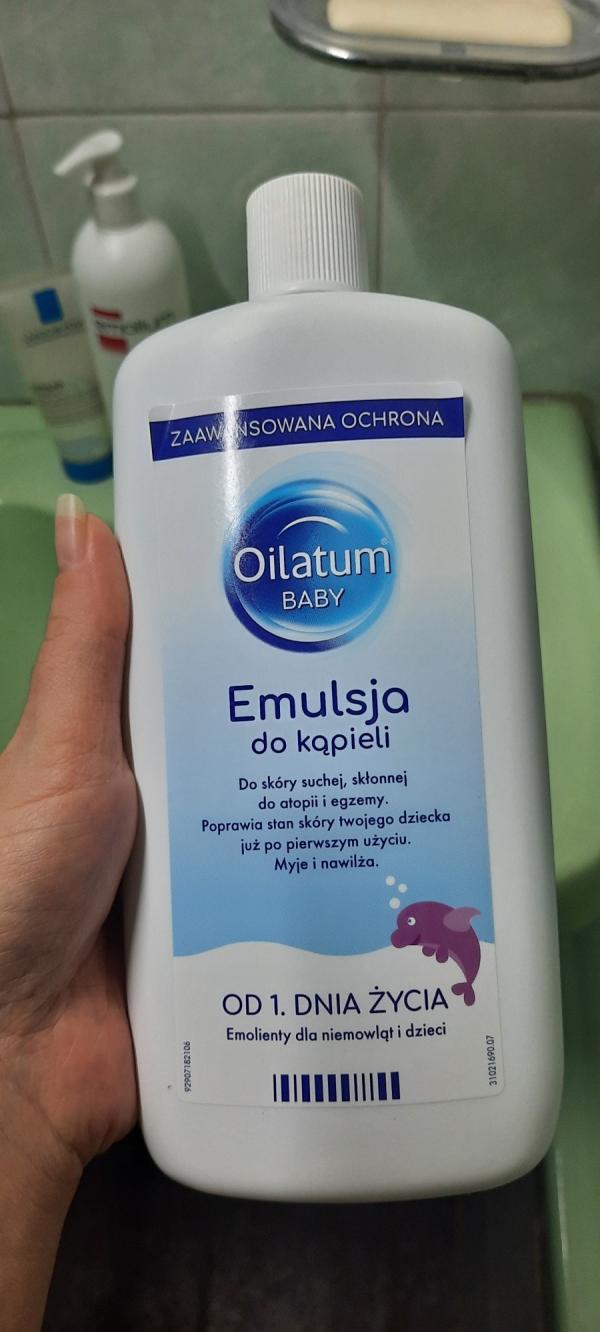 ZAAWANSOWANA OCHRONA
Oilatum®
BABY
Emulsja
do kąpieli
Do skóry suchej, skłonnej
do atopii i egzemy.
Poprawia stan skóry twojego dziecka
już po pierwszym użyciu.
Myje i nawilża.
OD 1. DNIA ŻYCIA
Emolienty dla niemowląt i dzieci
92907182106
31021690.07